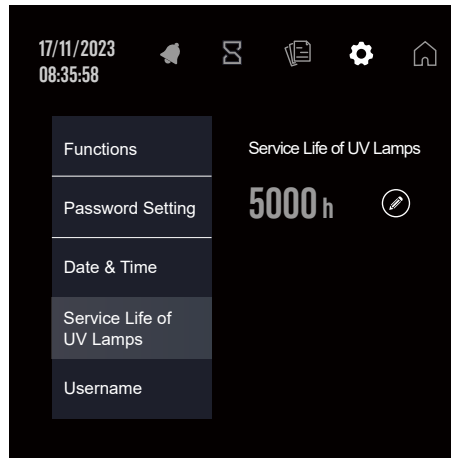 17/11/2023
08:35:58
Functions
Password Setting
Date & Time
Service Life of
UV Lamps
Username
Service Life of UV Lamps
5000 h